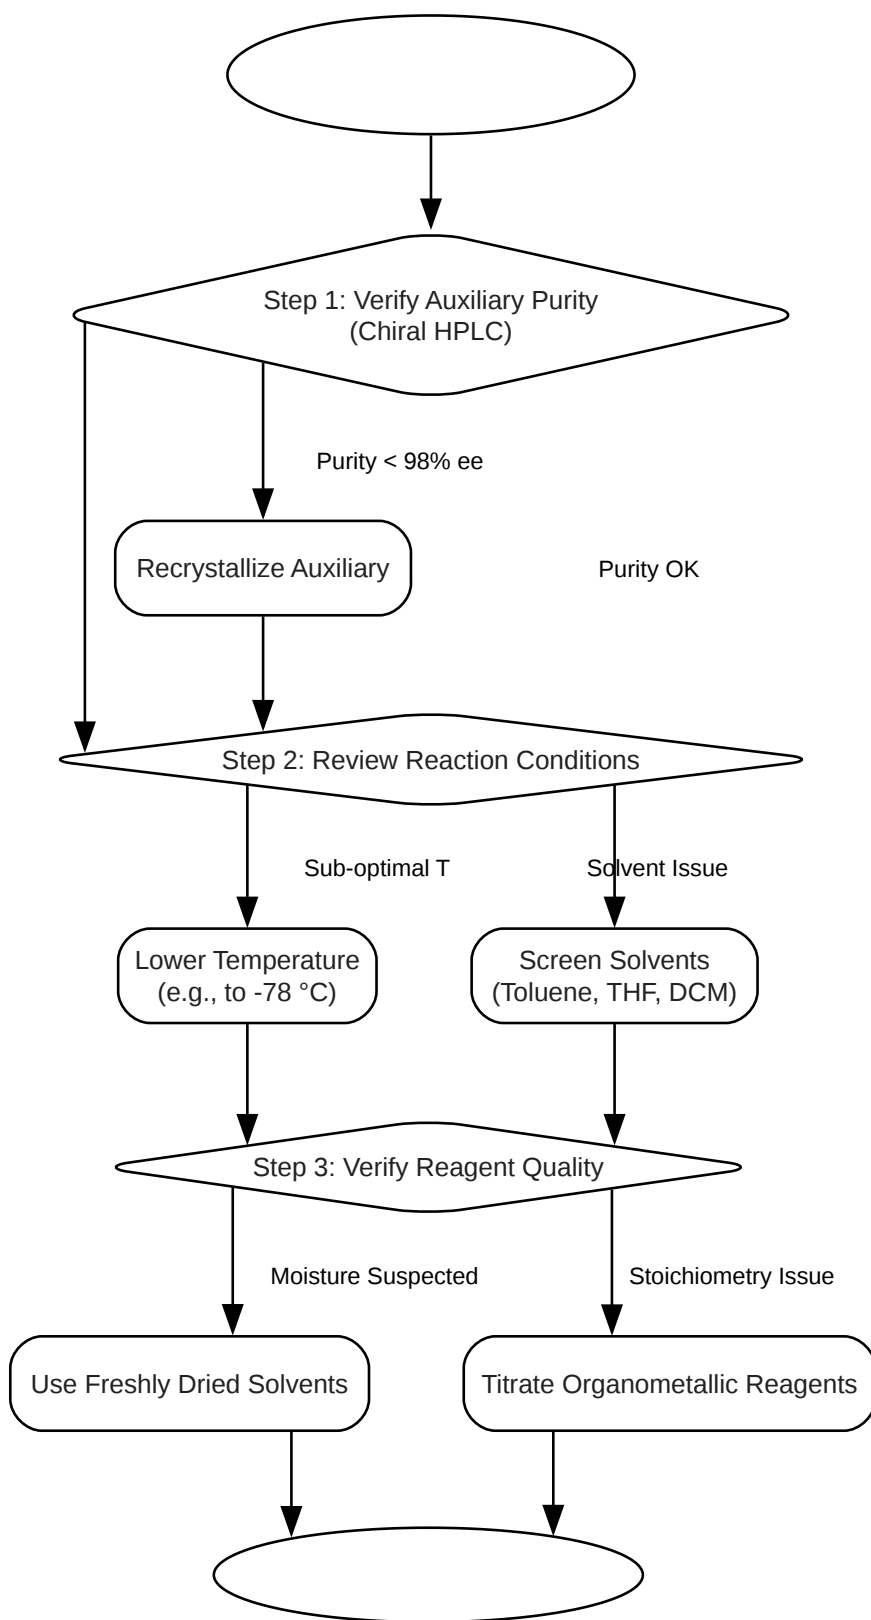 Step 1: Verify Auxiliary Purity
(Chiral HPLC)
Purity < 98% ee
Recrystallize Auxiliary
Purity OK
Step 2: Review Reaction Conditions
Sub-optimal T
Solvent Issue
Lower Temperature
(e.g., to -78 °C)
Screen Solvents
(Toluene, THF, DCM)
Step 3: Verify Reagent Quality
Moisture Suspected
Stoichiometry Issue
Use Freshly Dried Solvents
Titrate Organometallic Reagents